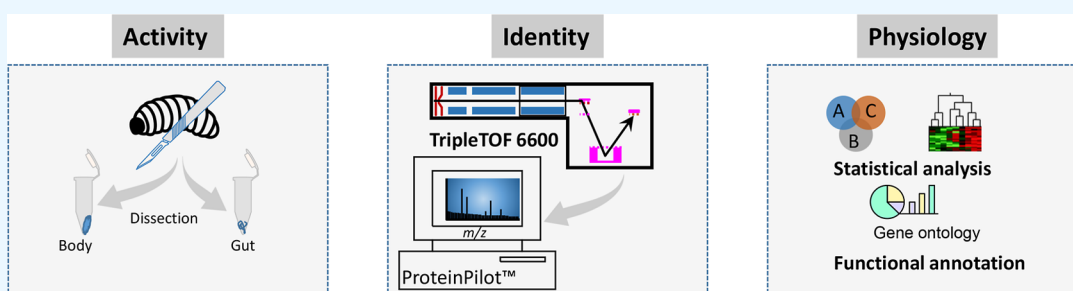 Activity
Dissection
Body
Gut
Identity
TripleTOF 6600
m/z
ProteinPilot™
Physiology
A C
B
Statistical analysis
Gene ontology
Functional annotation